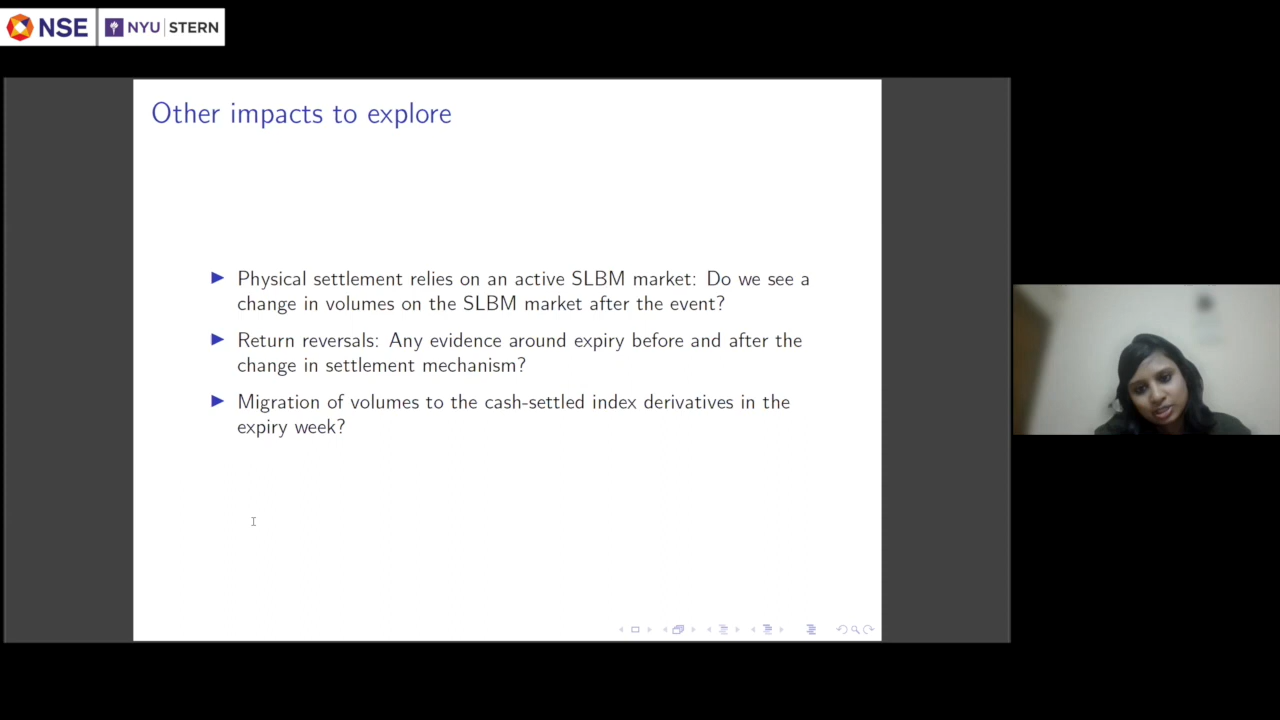 NSE NYU STERN
Other impacts to explore
Physical settlement relies on an active SLBM market: Do we see a
change in volumes on the SLBM market after the event?
Return reversals: Any evidence around expiry before and after the
change in settlement mechanism?
Migration of volumes to the cash-settled index derivatives in the
expiry week?